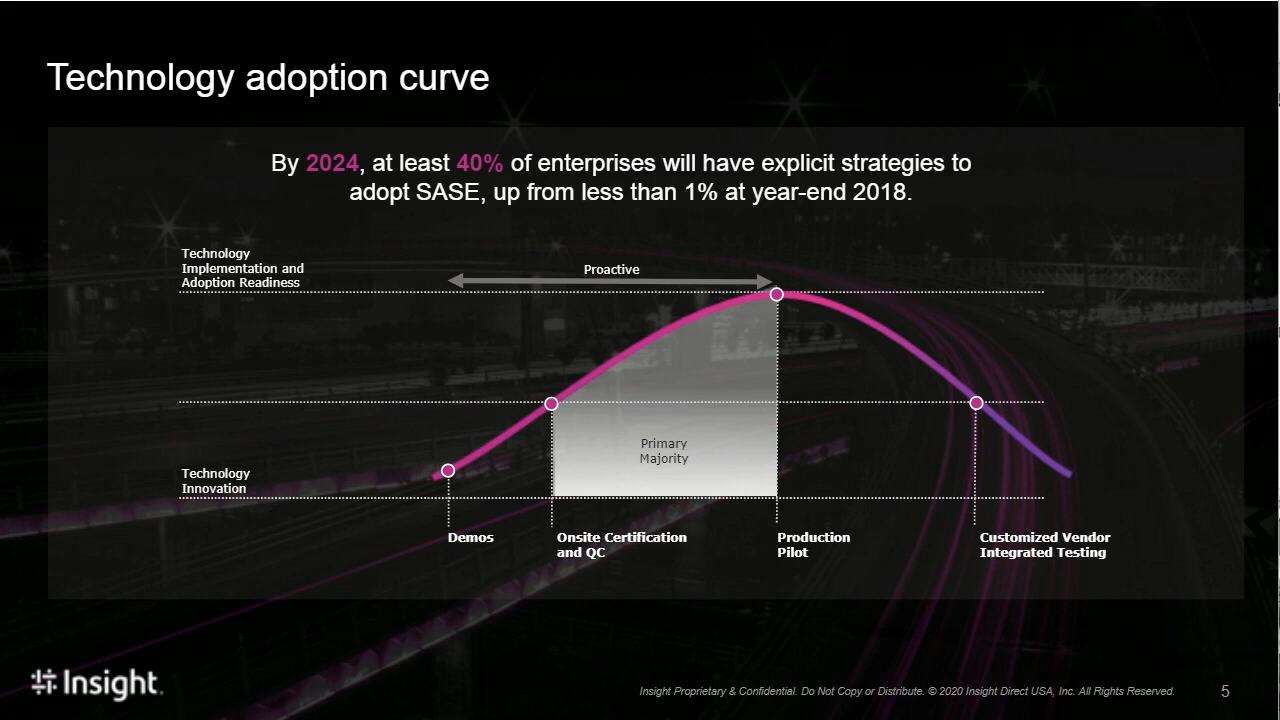 Technology adoption curve
By 2024, at least 40% of enterprises will have explicit strategies to
adopt SASE, up from less than 1% at year-end 2018.
Technology
Implementation and
Adoption Readiness
Proactive
Primary
Majority
Technology
Innovation
Demos
Onsite Certification
and QC
Production
Pilot
Customized Vendor
Integrated Testing
Insight.
Insight Proprietary & Confidential. Do Not Copy or Distribute. © 2020 Insight Direct USA, Inc. All Rights Reserved.
5